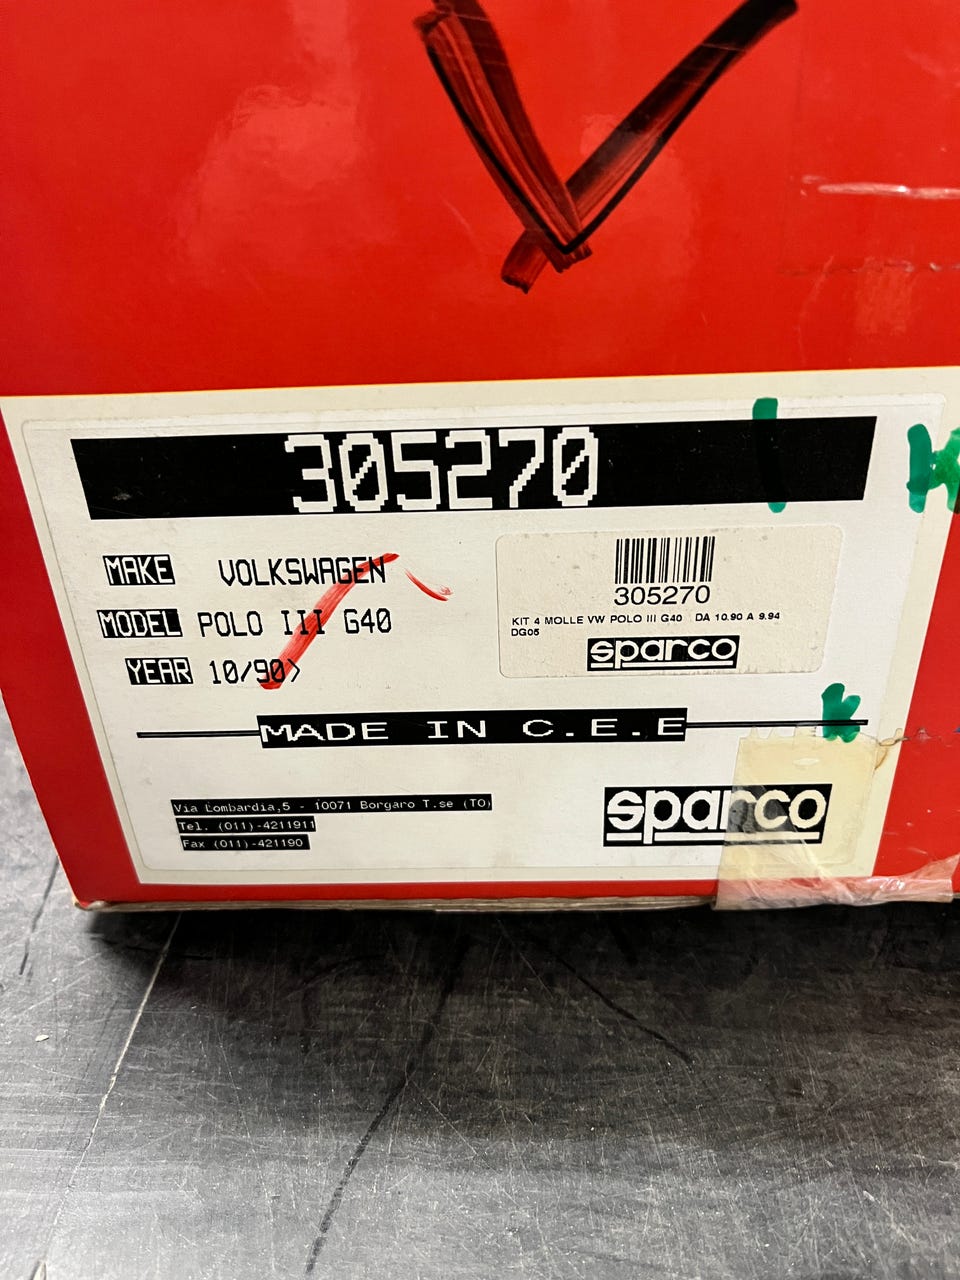 305270
MAKE VOLKSWAGEN
MODEL POLO III G40
YEAR 10/90>
305270
KIT 4 MOLLE VW POLO III G40 DA 10.90 A 9.94
DG05
sparco
MADE IN C.E.E
Via Lombardia,5 - 10071 Borgaro T.se (TO)
Tel. (011)-4211911
Fax (011)-421190
sparco